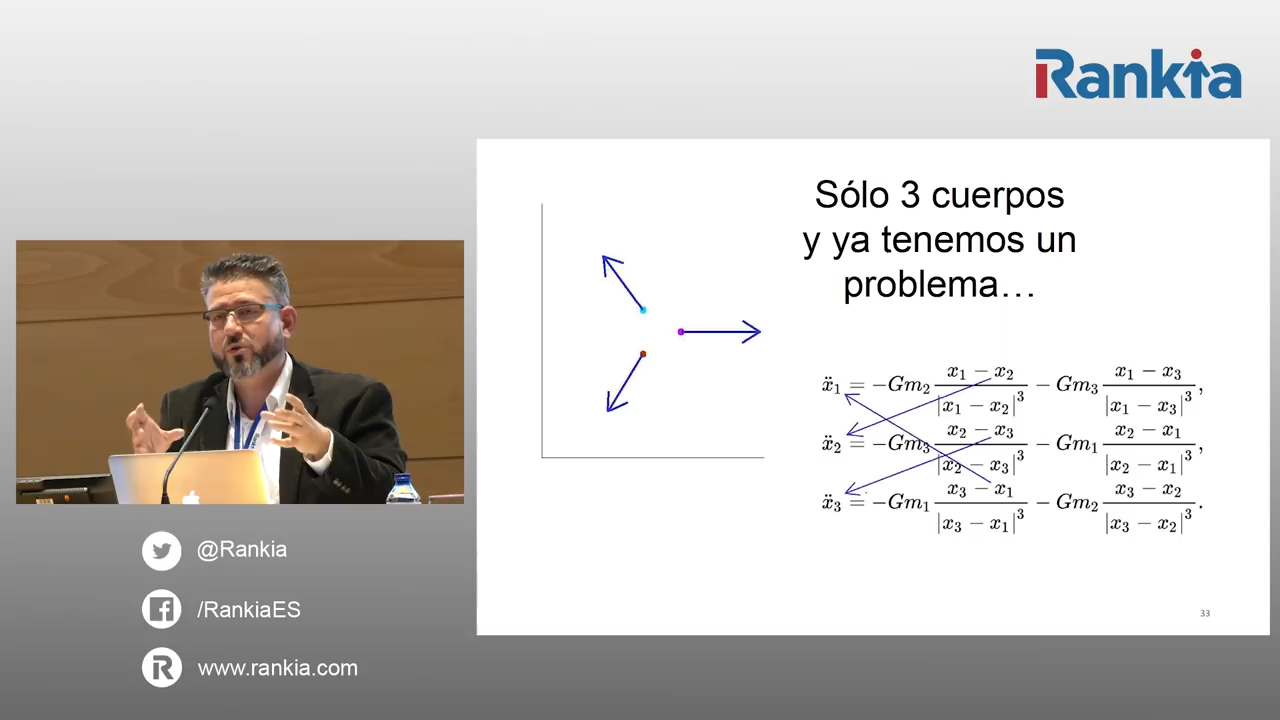 Rankia
Sólo 3 cuerpos
y ya tenemos un
problema…
ẍ₁ = −Gm₂ (x₁ − x₂)/|x₁ − x₂|³ − Gm₃ (x₁ − x₃)/|x₁ − x₃|³,
ẍ₂ = −Gm₃ (x₂ − x₃)/|x₂ − x₃|³ − Gm₁ (x₂ − x₁)/|x₂ − x₁|³,
ẍ₃ = −Gm₁ (x₃ − x₁)/|x₃ − x₁|³ − Gm₂ (x₃ − x₂)/|x₃ − x₂|³.
33
@Rankia
/RankiaES
www.rankia.com